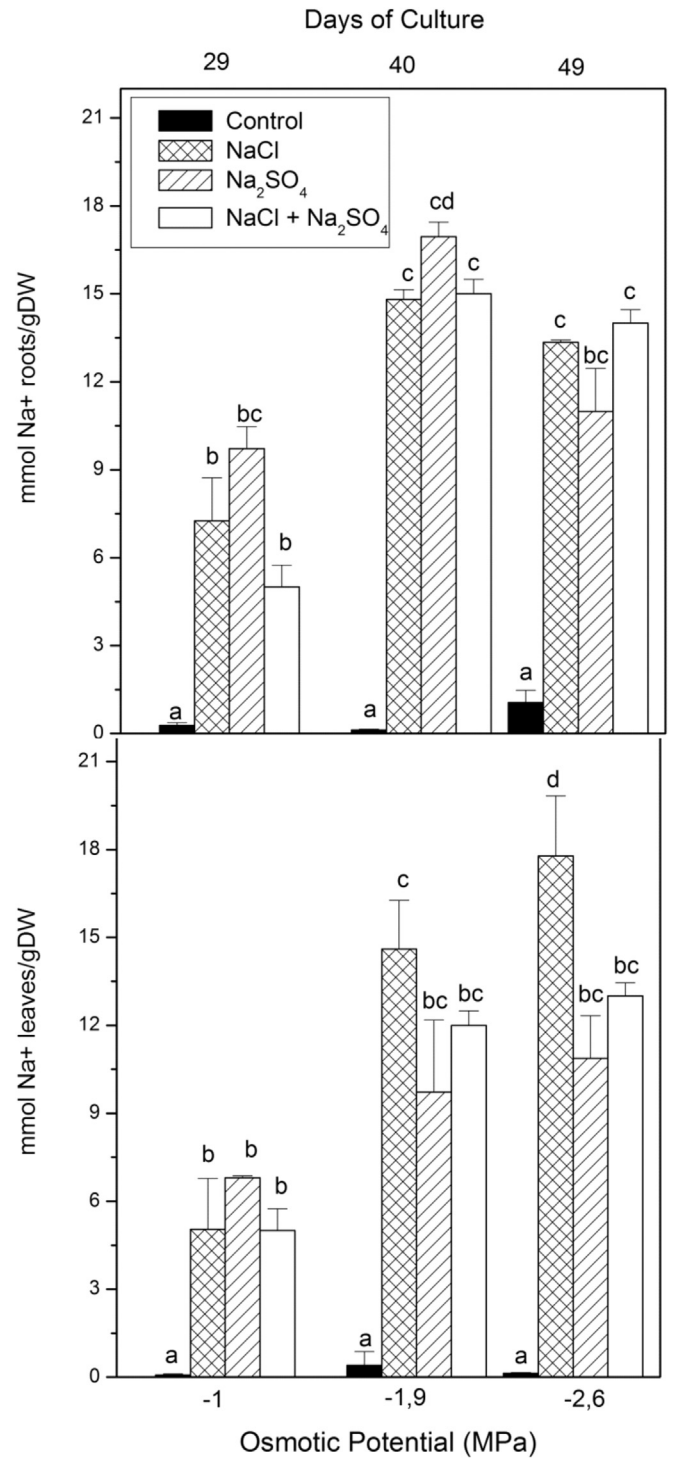 Days of Culture
29 40 49
21
18
15
12
9
6
3
0
mmol Na+ roots/gDW
Control
NaCl
Na₂SO₄
NaCl + Na₂SO₄
a b bc b
a c cd c
a c bc c
21
18
15
12
9
6
3
0
mmol Na+ leaves/gDW
a b b b
a c bc bc
a d bc bc
-1 -1,9 -2,6
Osmotic Potential (MPa)